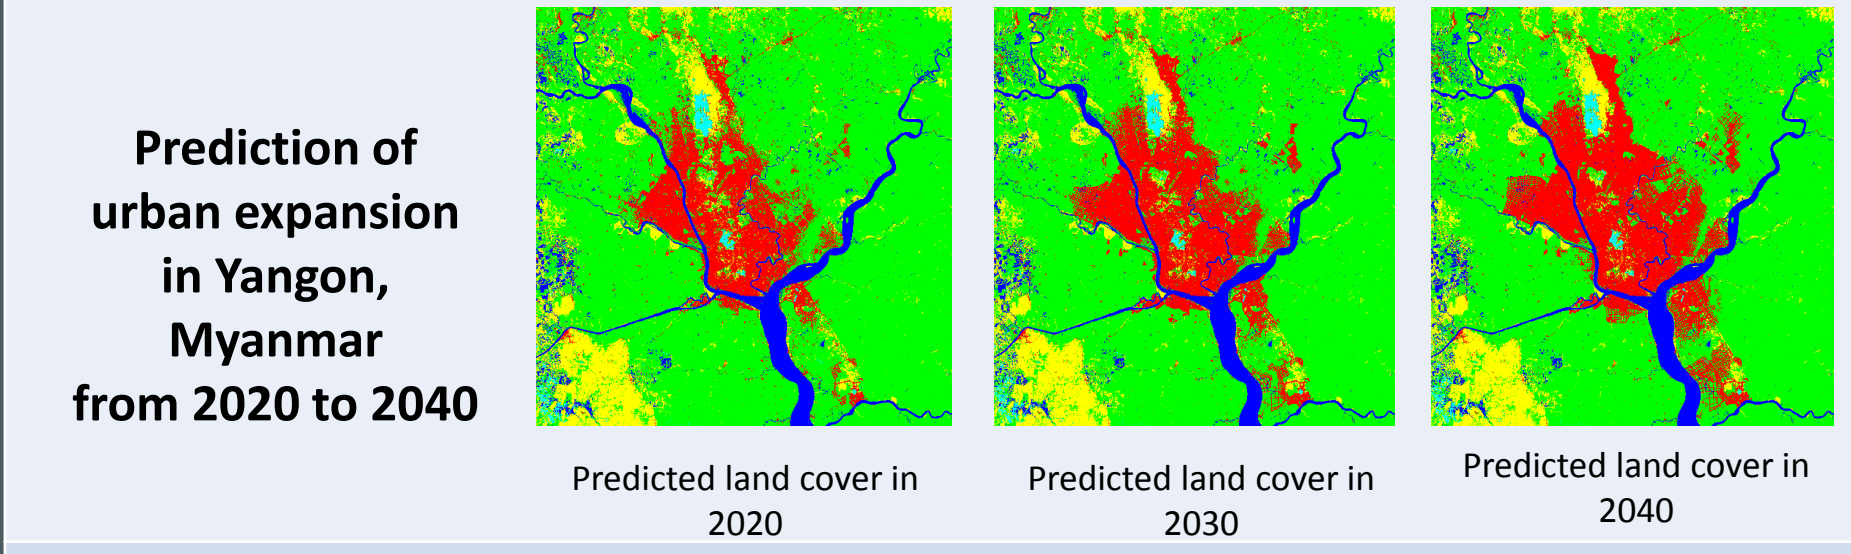 Prediction of
urban expansion
in Yangon,
Myanmar
from 2020 to 2040
Predicted land cover in
2020
Predicted land cover in
2030
Predicted land cover in
2040